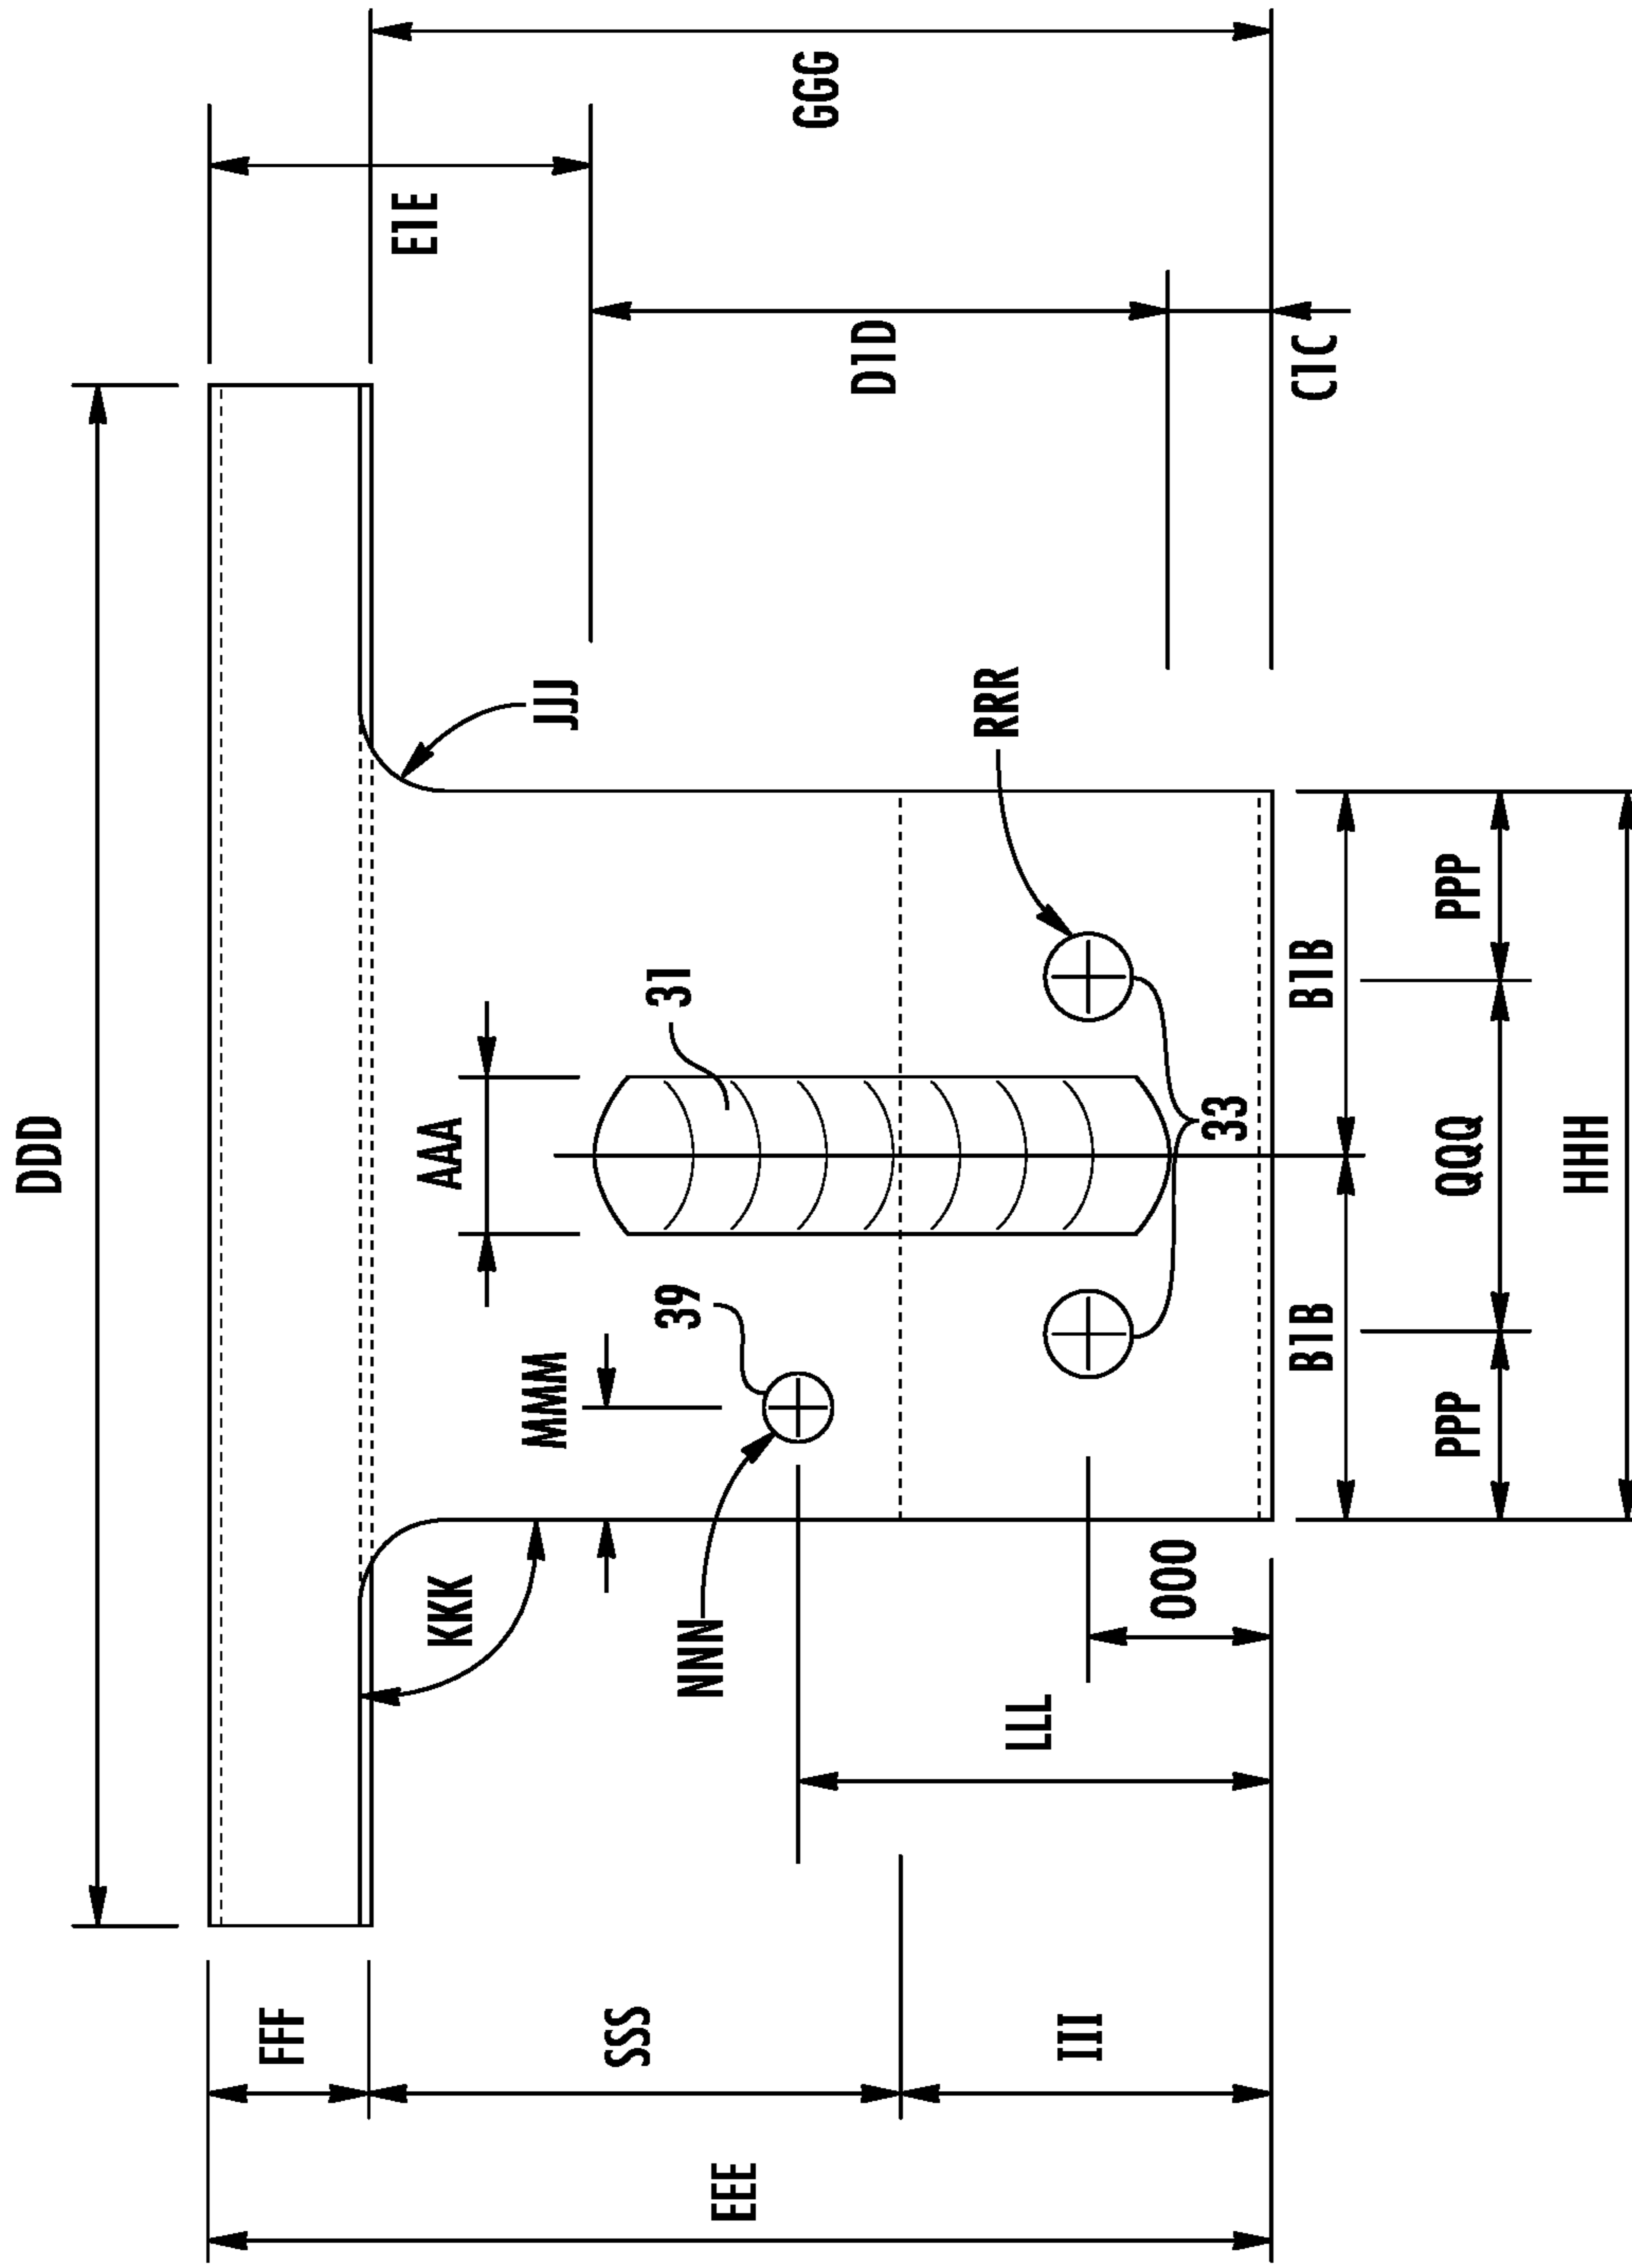 DDD
FFF
E1E
AAA
KKK
MMM
JJJ
SSS
39
31
NNN
EEE
GGG
D1D
RRR
LLL
III
OOO
33
B1B
B1B
C1C
PPP
QQQ
PPP
HHH